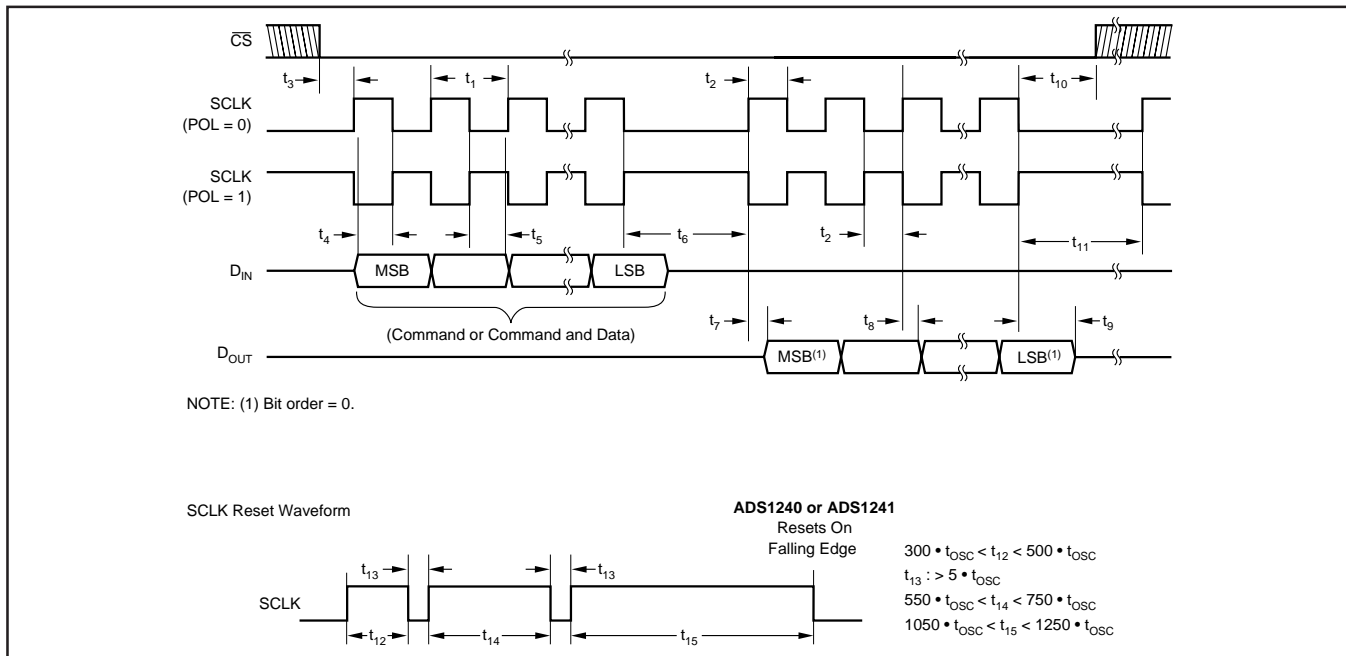 CS
t3
t1
t2
t10
SCLK
(POL = 0)
SCLK
(POL = 1)
t4
t5
t6
t2
t11
DIN
MSB
LSB
(Command or Command and Data)
t7
t8
t9
DOUT
MSB(1)
LSB(1)
NOTE: (1) Bit order = 0.
SCLK Reset Waveform
ADS1240 or ADS1241
Resets On
Falling Edge
300 • tOSC < t12 < 500 • tOSC
t13 : > 5 • tOSC
550 • tOSC < t14 < 750 • tOSC
1050 • tOSC < t15 < 1250 • tOSC
t13
t13
SCLK
t12
t14
t15